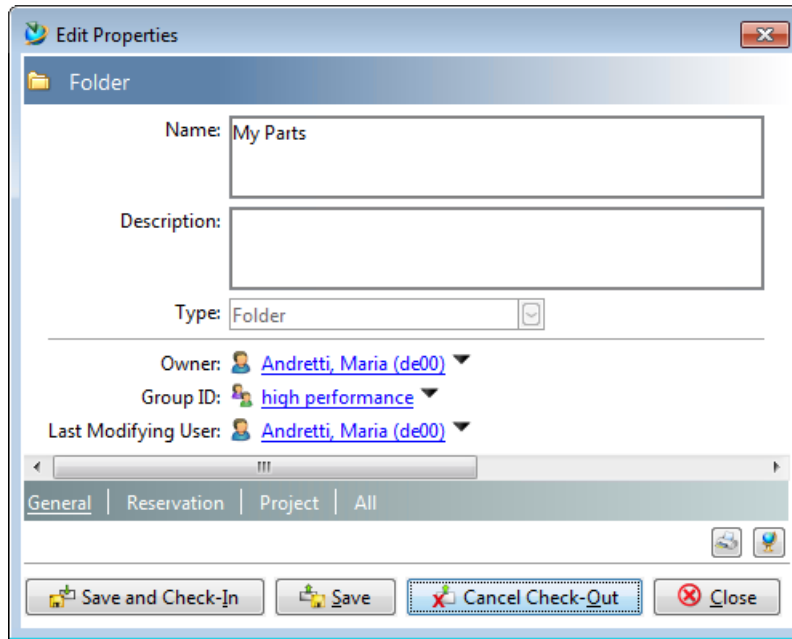 Edit Properties
Folder
Name: My Parts
Description:
Type: Folder
Owner: Andretti, Maria (de00)
Group ID: high performance
Last Modifying User: Andretti, Maria (de00)
General | Reservation | Project | All
Save and Check-In Save Cancel Check-Out Close